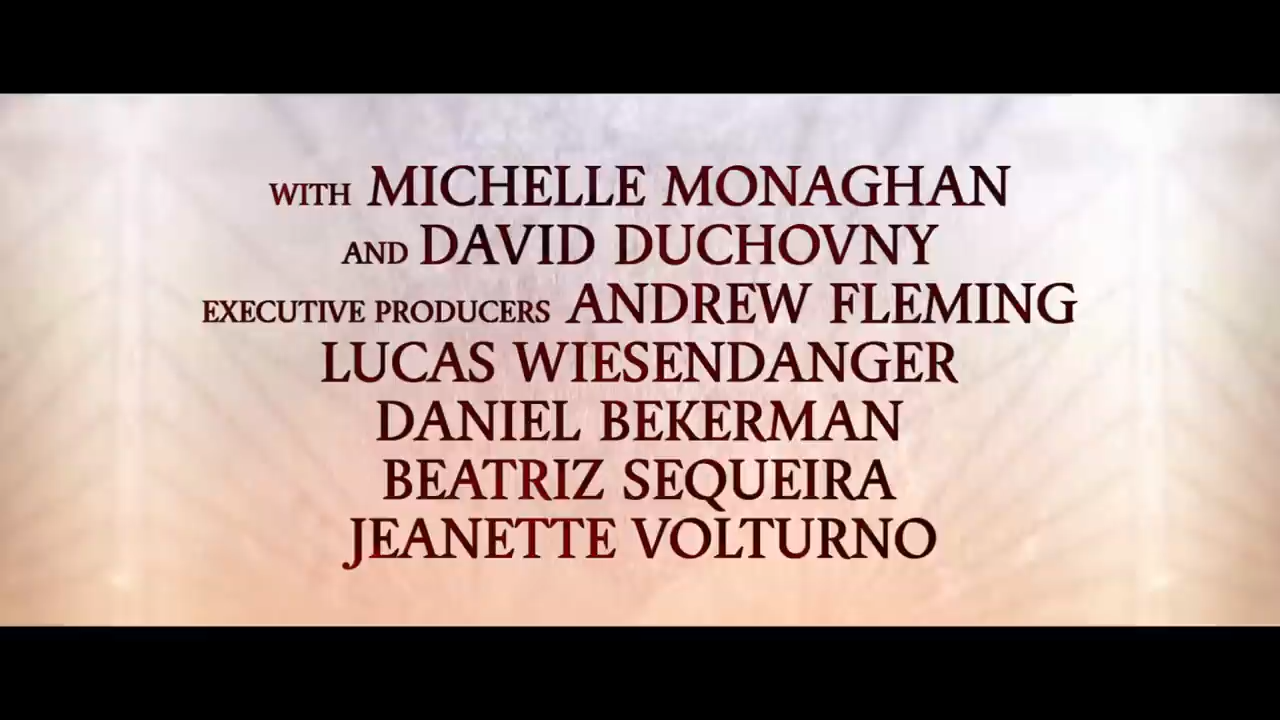 WITH MICHELLE MONAGHAN
AND DAVID DUCHOVNY
EXECUTIVE PRODUCERS ANDREW FLEMING
LUCAS WIESENDANGER
DANIEL BEKERMAN
BEATRIZ SEQUEIRA
JEANETTE VOLTURNO